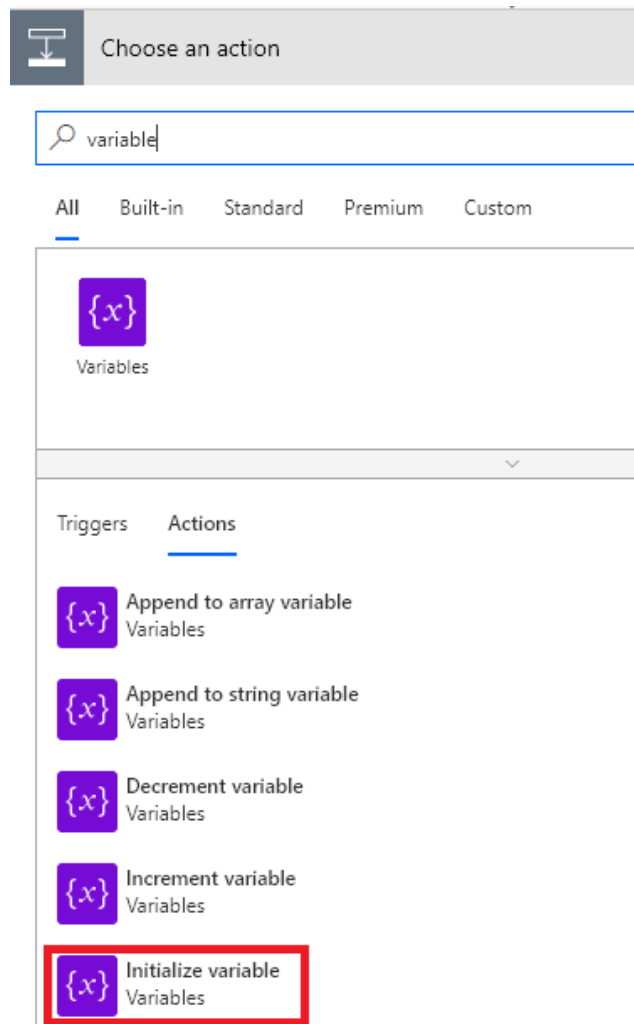 Choose an action
variable
All Built-in Standard Premium Custom
{x}
Variables
Triggers Actions
{x} Append to array variable
Variables
{x} Append to string variable
Variables
{x} Decrement variable
Variables
{x} Increment variable
Variables
{x} Initialize variable
Variables